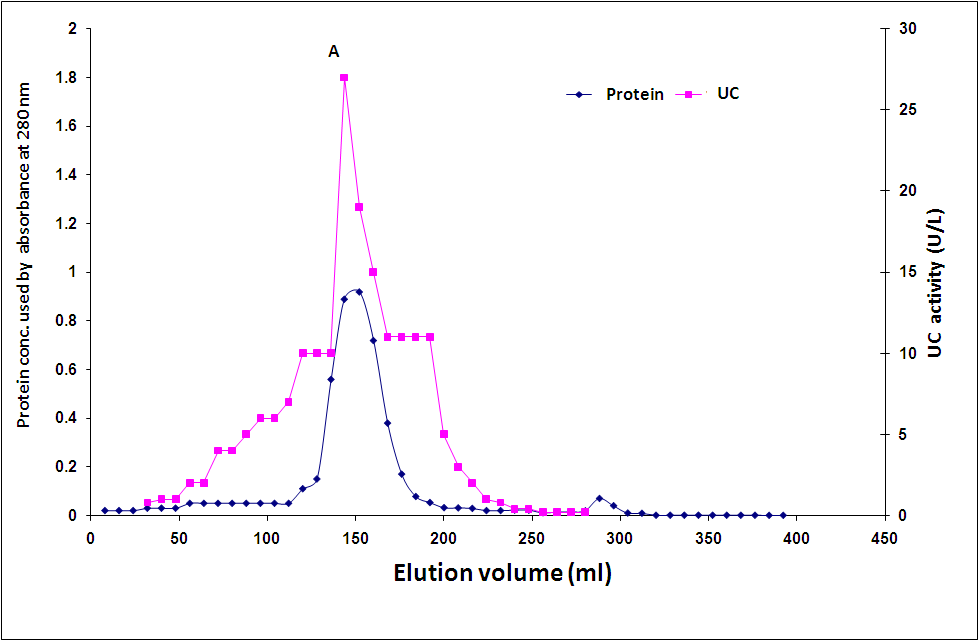 A
Protein
UC
Protein conc. used by absorbance at 280 nm
2
1.8
1.6
1.4
1.2
1
0.8
0.6
0.4
0.2
0
30
25
20
15
10
5
0
UC activity (U/L)
0 50 100 150 200 250 300 350 400 450
Elution volume (ml)